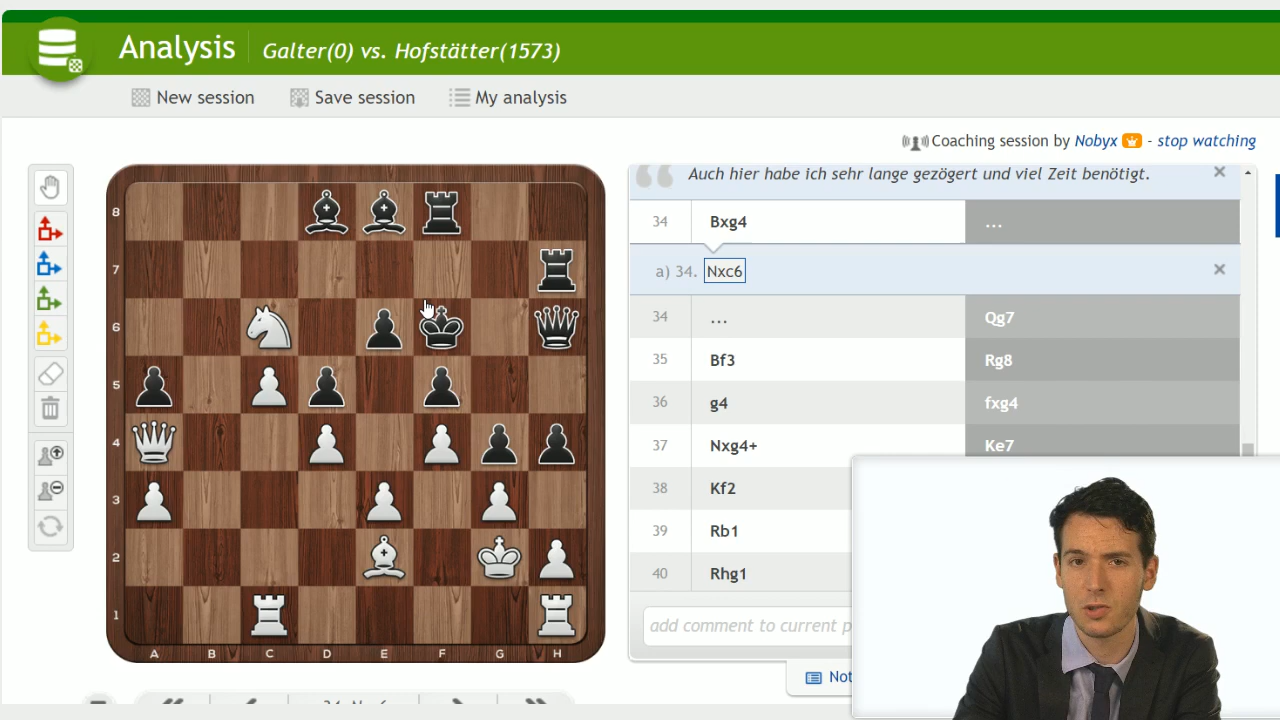 Analysis
Galter(0) vs. Hofstätter(1573)
New session
Save session
My analysis
Coaching session by Nobyx - stop watching
Auch hier habe ich sehr lange gezögert und viel Zeit benötigt.
34 Bxg4 ...
a) 34. Nxc6
34 ... Qg7
35 Bf3 Rg8
36 g4 fxg4
37 Nxg4+ Ke7
38 Kf2
39 Rb1
40 Rhg1
add comment to current p
Not
8
7
6
5
4
3
2
1
A B C D E F G H